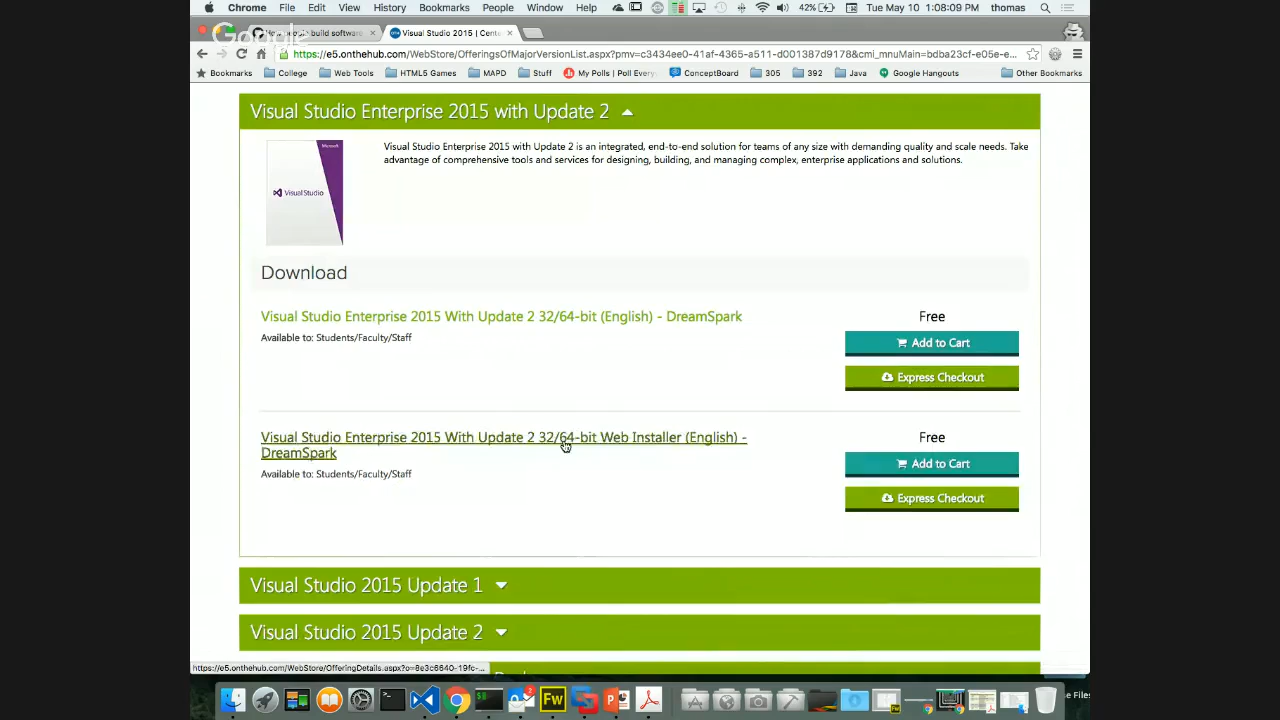 Chrome File Edit View History Bookmarks People Window Help 42% Tue May 10 1:08:09 PM thomas
Google
How people build software × Visual Studio 2015 | Cente ×
https://e5.onthehub.com/WebStore/OfferingsOfMajorVersionList.aspx?pmv=c3434ee0-41af-4365-a511-d001387d9178&cmi_mnuMain=bdba23cf-e05e-e...
Bookmarks College Web Tools HTML5 Games MAPD Stuff My Polls | Poll Every ConceptBoard 305 392 Java Google Hangouts Other Bookmarks
Visual Studio Enterprise 2015 with Update 2
Microsoft
Visual Studio
Visual Studio Enterprise 2015 with Update 2 is an integrated, end-to-end solution for teams of any size with demanding quality and scale needs. Take
advantage of comprehensive tools and services for designing, building, and managing complex, enterprise applications and solutions.
Download
Visual Studio Enterprise 2015 With Update 2 32/64-bit (English) - DreamSpark
Free
Available to: Students/Faculty/Staff
Add to Cart
Express Checkout
Visual Studio Enterprise 2015 With Update 2 32/64-bit Web Installer (English) -
DreamSpark
Free
Available to: Students/Faculty/Staff
Add to Cart
Express Checkout
Visual Studio 2015 Update 1
Visual Studio 2015 Update 2
https://e5.onthehub.com/WebStore/OfferingDetails.aspx?o=8e3c6640-19fc-...
Fw